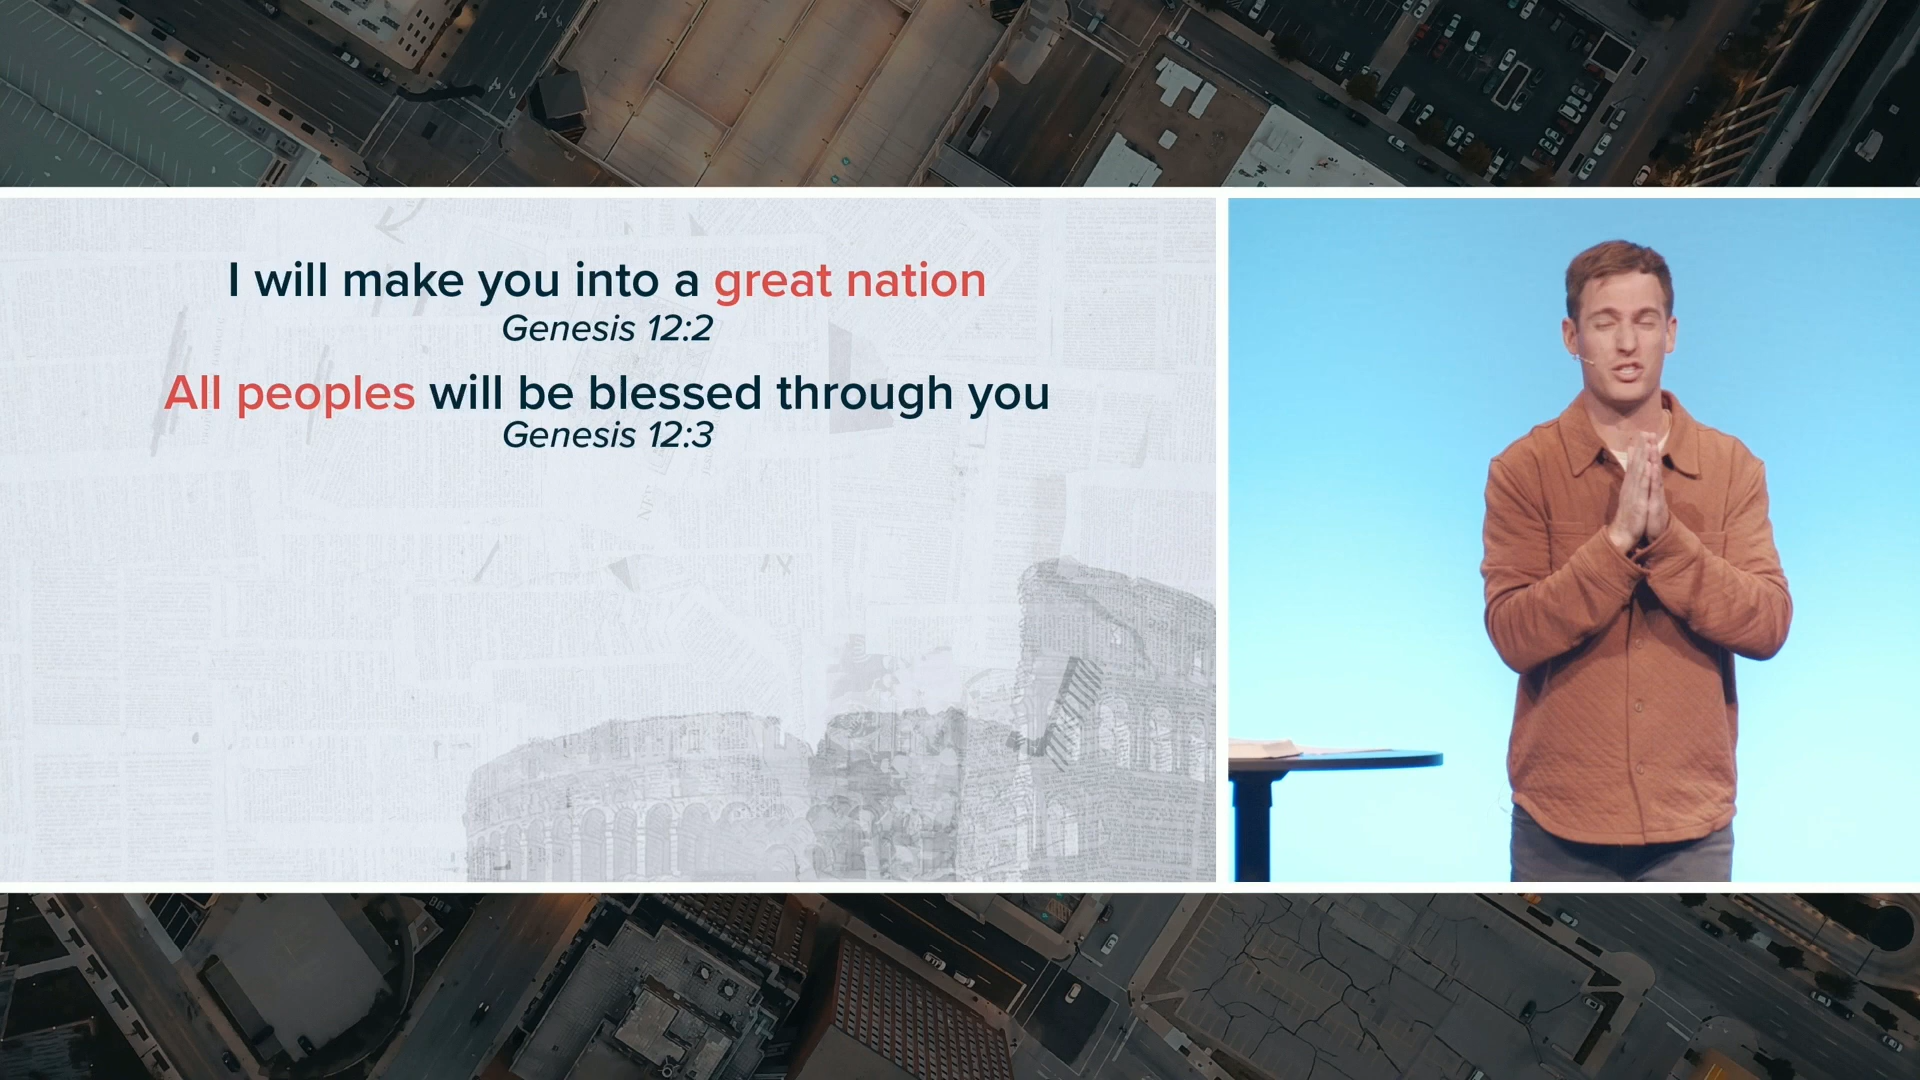 I will make you into a great nation
Genesis 12:2
All peoples will be blessed through you
Genesis 12:3